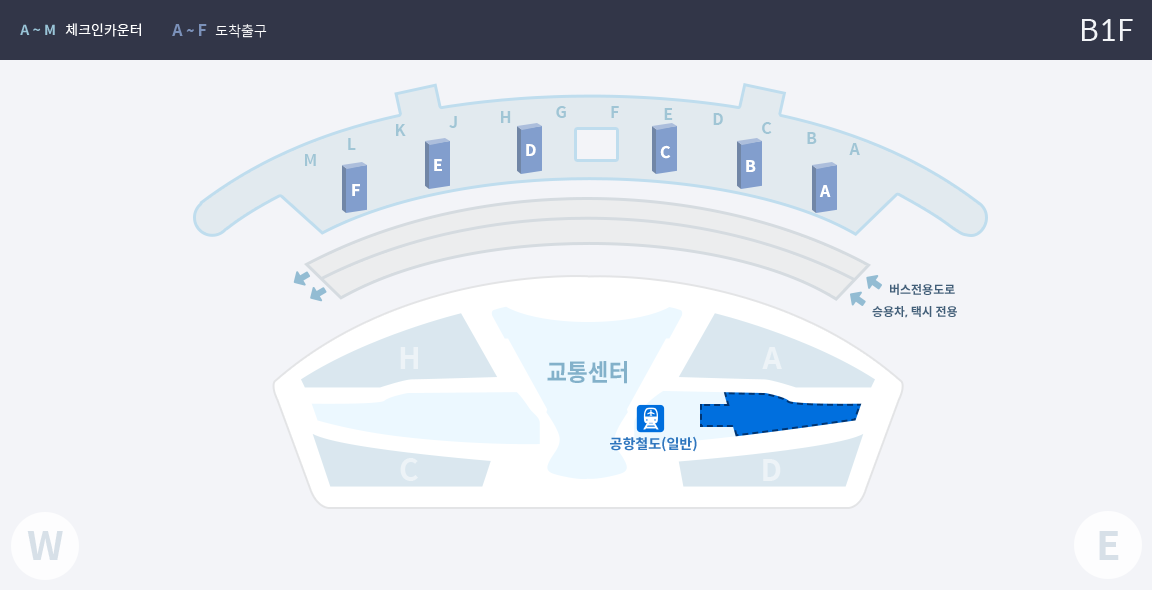 A ~ M 체크인카운터 A ~ F 도착출구 B1F
M L K J H G F E D C B A
F E D C B A
버스전용도로
승용차, 택시 전용
H 교통센터 A
공항철도(일반)
C D
W E